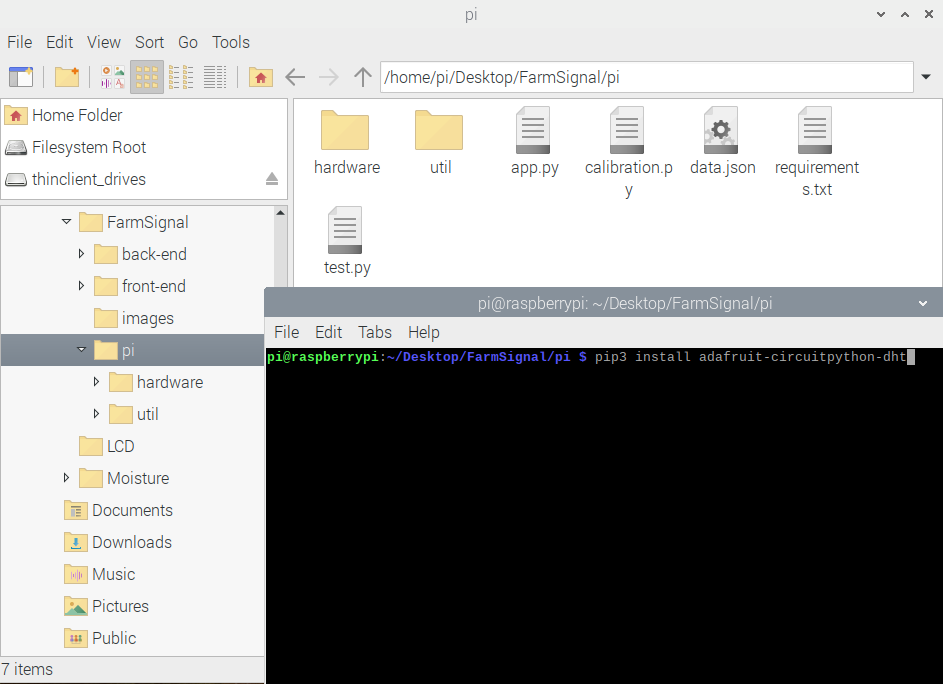 pi
File Edit View Sort Go Tools
/home/pi/Desktop/FarmSignal/pi
Home Folder
Filesystem Root
thinclient_drives
FarmSignal
back-end
front-end
images
pi
hardware
util
LCD
Moisture
Documents
Downloads
Music
Pictures
Public
hardware
util
app.py
calibration.p
y
data.json
requirement
s.txt
test.py
pi@raspberrypi: ~/Desktop/FarmSignal/pi
File Edit Tabs Help
pi@raspberrypi:~/Desktop/FarmSignal/pi $ pip3 install adafruit-circuitpython-dht
7 items